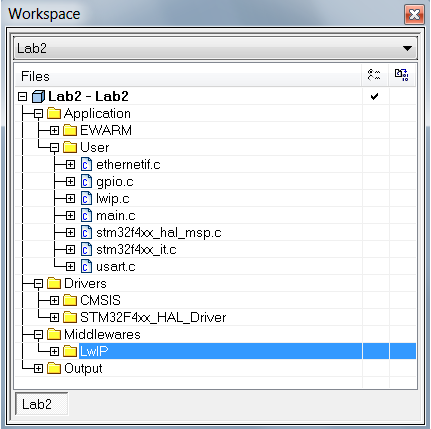 Workspace
Lab2
Files
Lab2 - Lab2
Application
EWARM
User
ethernetif.c
gpio.c
lwip.c
main.c
stm32f4xx_hal_msp.c
stm32f4xx_it.c
usart.c
Drivers
CMSIS
STM32F4xx_HAL_Driver
Middlewares
LwIP
Output
Lab2